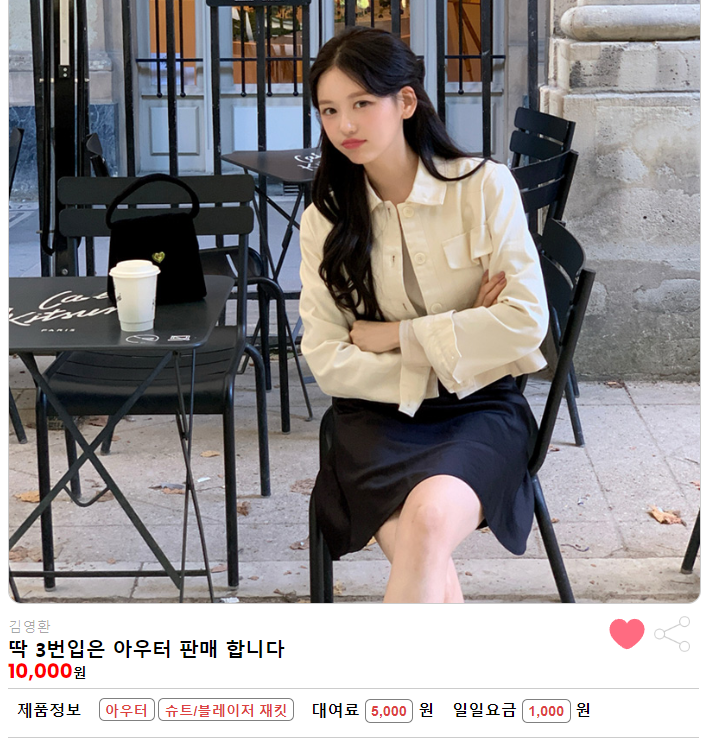 Café
Kitsuné
PARIS
김영환
딱 3번입은 아우터 판매 합니다
10,000원
제품정보 아우터 슈트/블레이저 재킷 대여료 5,000 원 일일요금 1,000 원